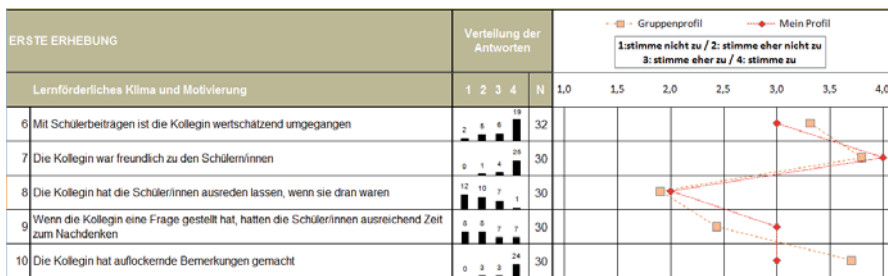 Gruppenprofil Mein Profil
ERSTE ERHEBUNG
Verteilung der
Antworten
1:stimme nicht zu / 2: stimme eher nicht zu
3: stimme eher zu / 4: stimme zu
Lernförderliches Klima und Motivierung 1 2 3 4 N 1,0 1,5 2,0 2,5 3,0 3,5 4,0
6 Mit Schülerbeiträgen ist die Kollegin wertschätzend umgegangen 2 6 19 32
7 Die Kollegin war freundlich zu den Schülern/innen 0 1 4 30
8 Die Kollegin hat die Schüler/innen ausreden lassen, wenn sie dran waren 12 10 7 1 30
9 Wenn die Kollegin eine Frage gestellt hat, hatten die Schüler/innen ausreichend Zeit
zum Nachdenken 8 8 7 7 30
10 Die Kollegin hat auflockernde Bemerkungen gemacht 0 3 3 24 30